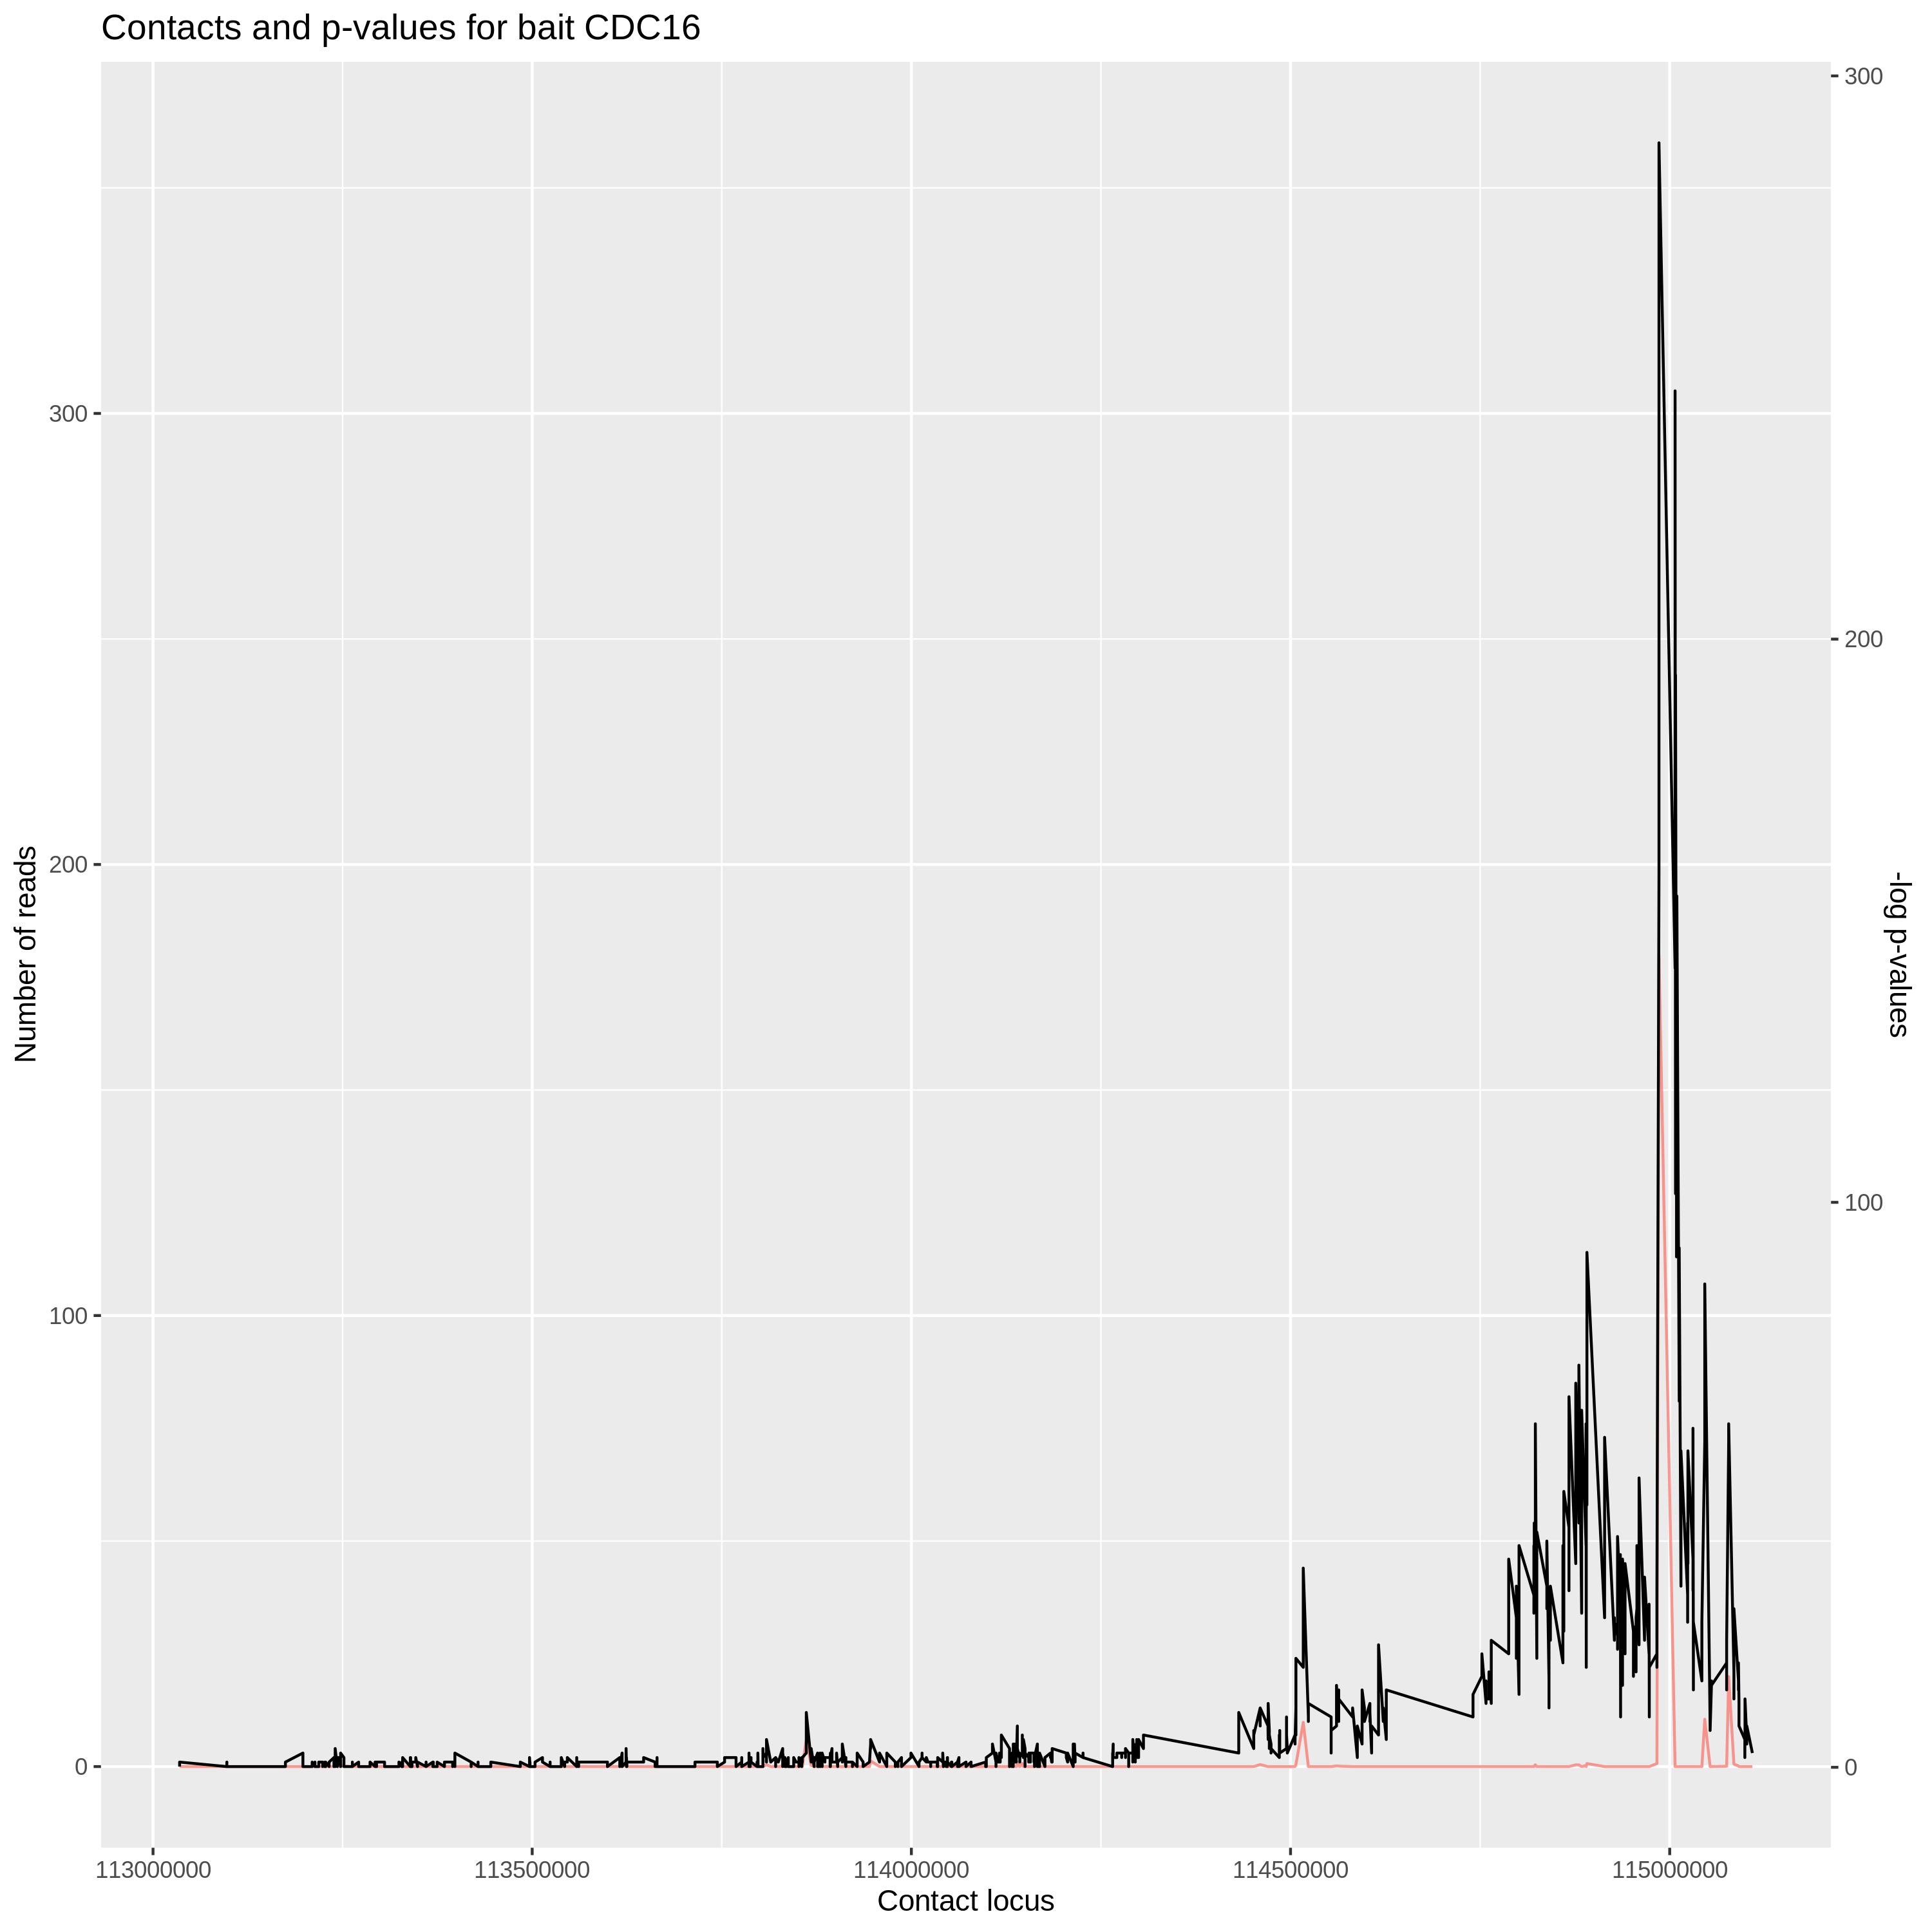 Contacts and p-values for bait CDC16
300
200
100
0
Number of reads
300
200
100
0
-log p-values
113000000 113500000 114000000 114500000 115000000
Contact locus